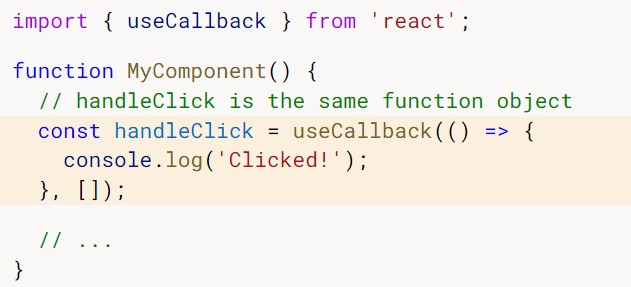 import { useCallback } from 'react';
function MyComponent() {
  // handleClick is the same function object
  const handleClick = useCallback(() => {
    console.log('Clicked!');
  }, []);
  // ...
}